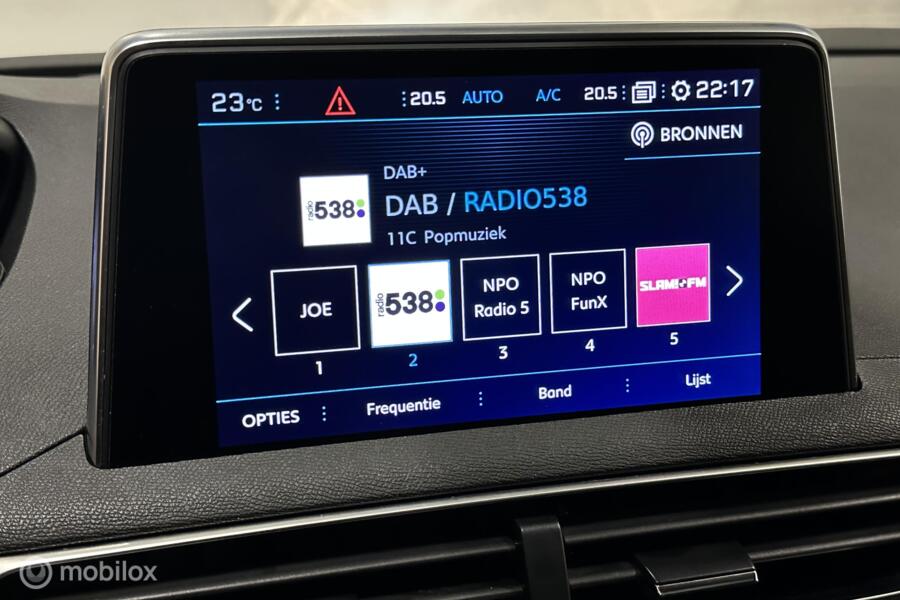 23°C 20.5 AUTO A/C 20.5 22:17
BRONNEN
DAB+
radio 538 DAB / RADIO538
11C Popmuziek
JOE
radio 538
NPO
Radio 5
NPO
FunX
SLAM!FM
1 2 3 4 5
OPTIES Frequentie Band Lijst
mobilox